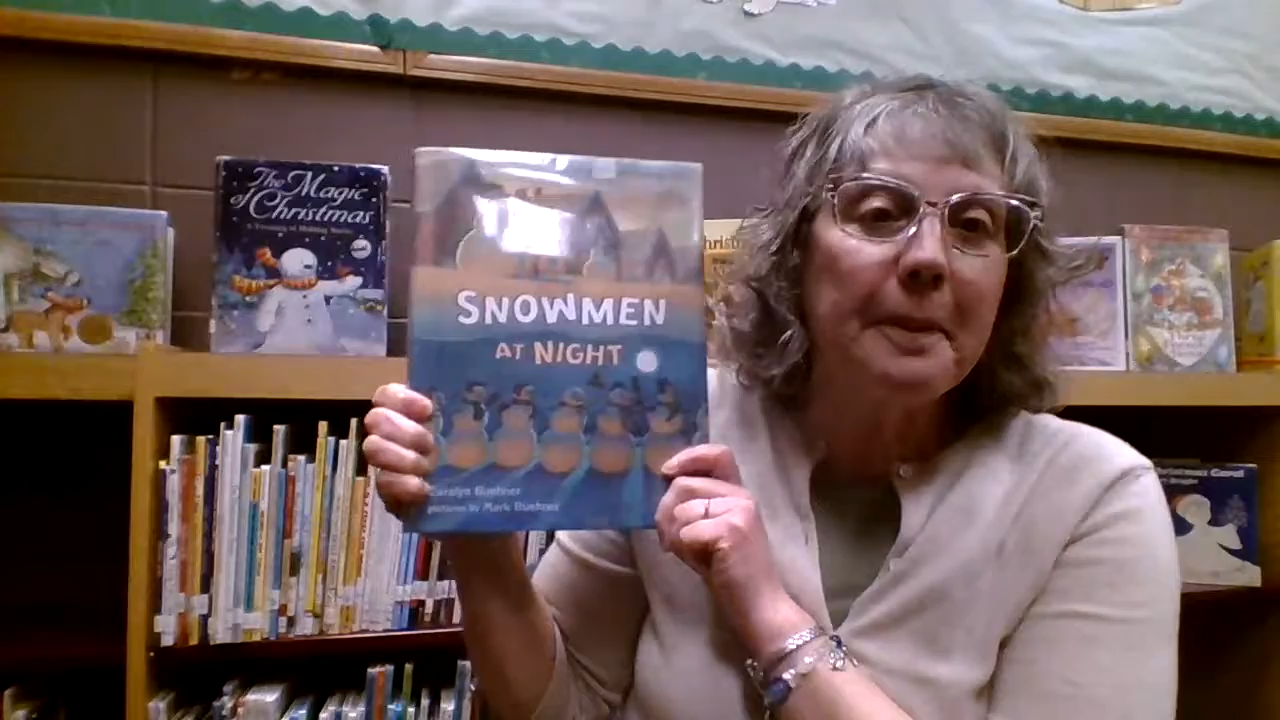 The Magic
of Christmas
A Treasury of Holiday Stories
SNOWMEN
AT NIGHT
Caralyn Buehner
pictures by Mark Buehner
Christmas Carol